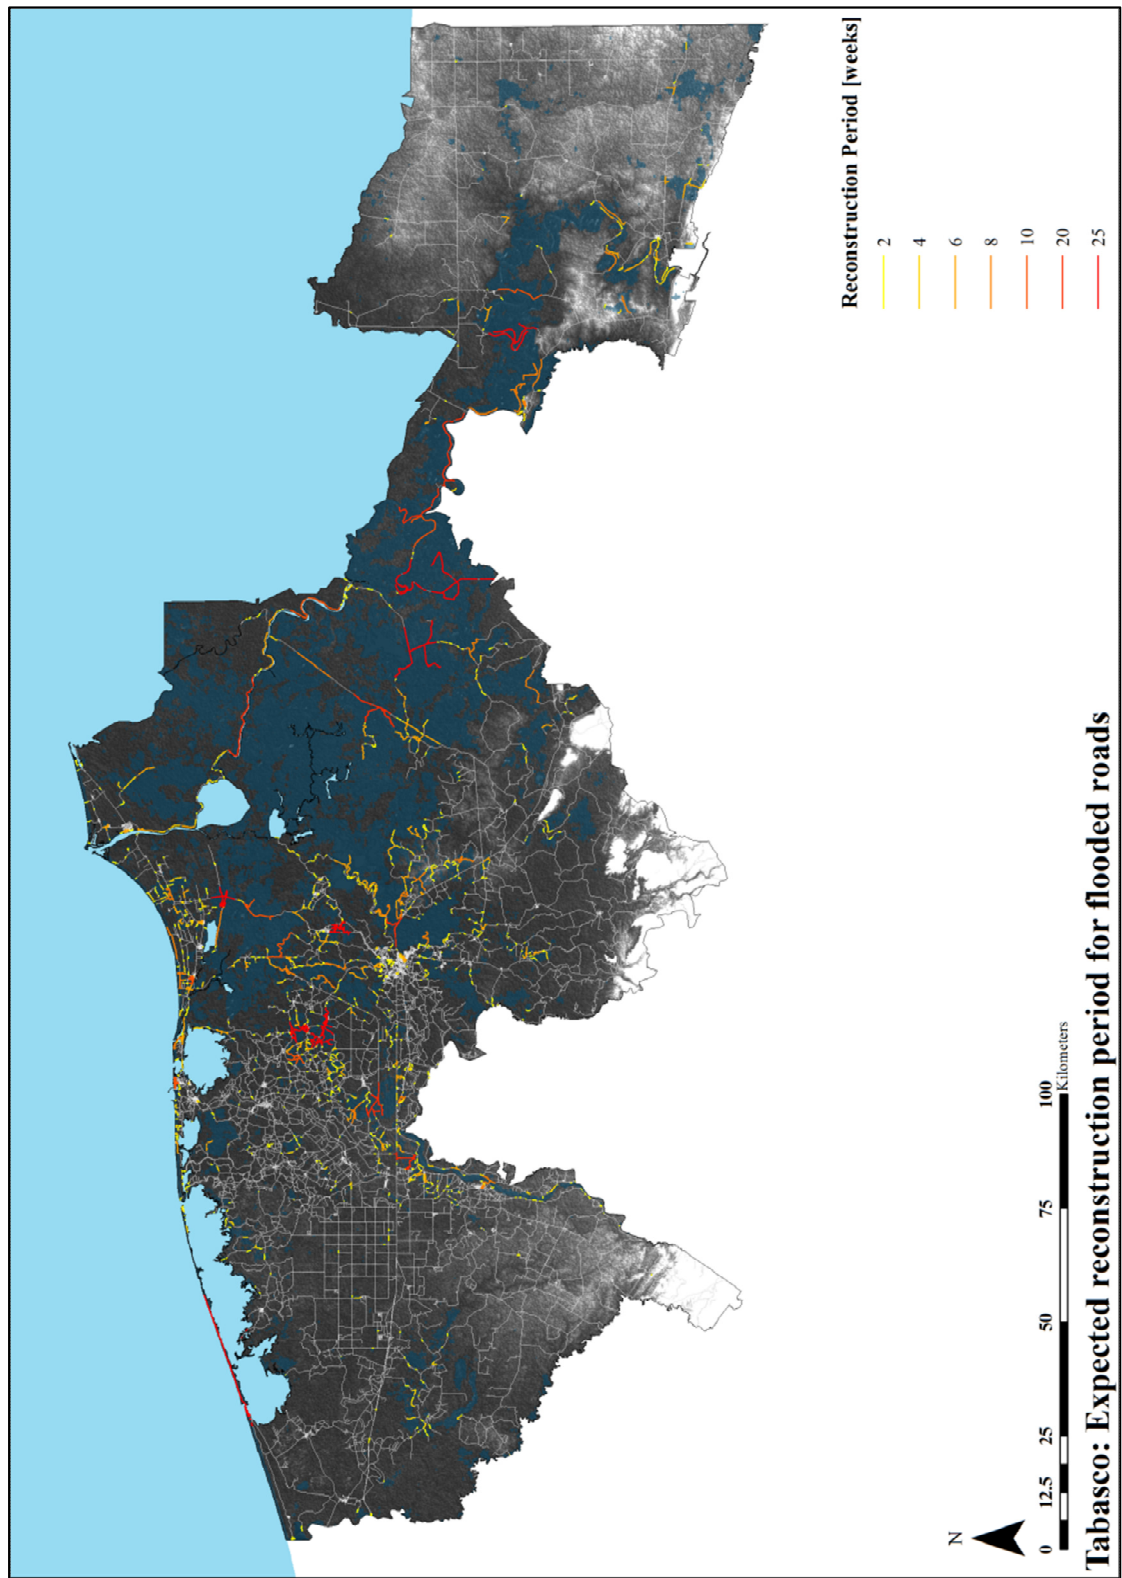 Reconstruction Period [weeks]
2
4
6
8
10
20
25
N
0 12.5 25 50 75 100
Kilometers
Tabasco: Expected reconstruction period for flooded roads